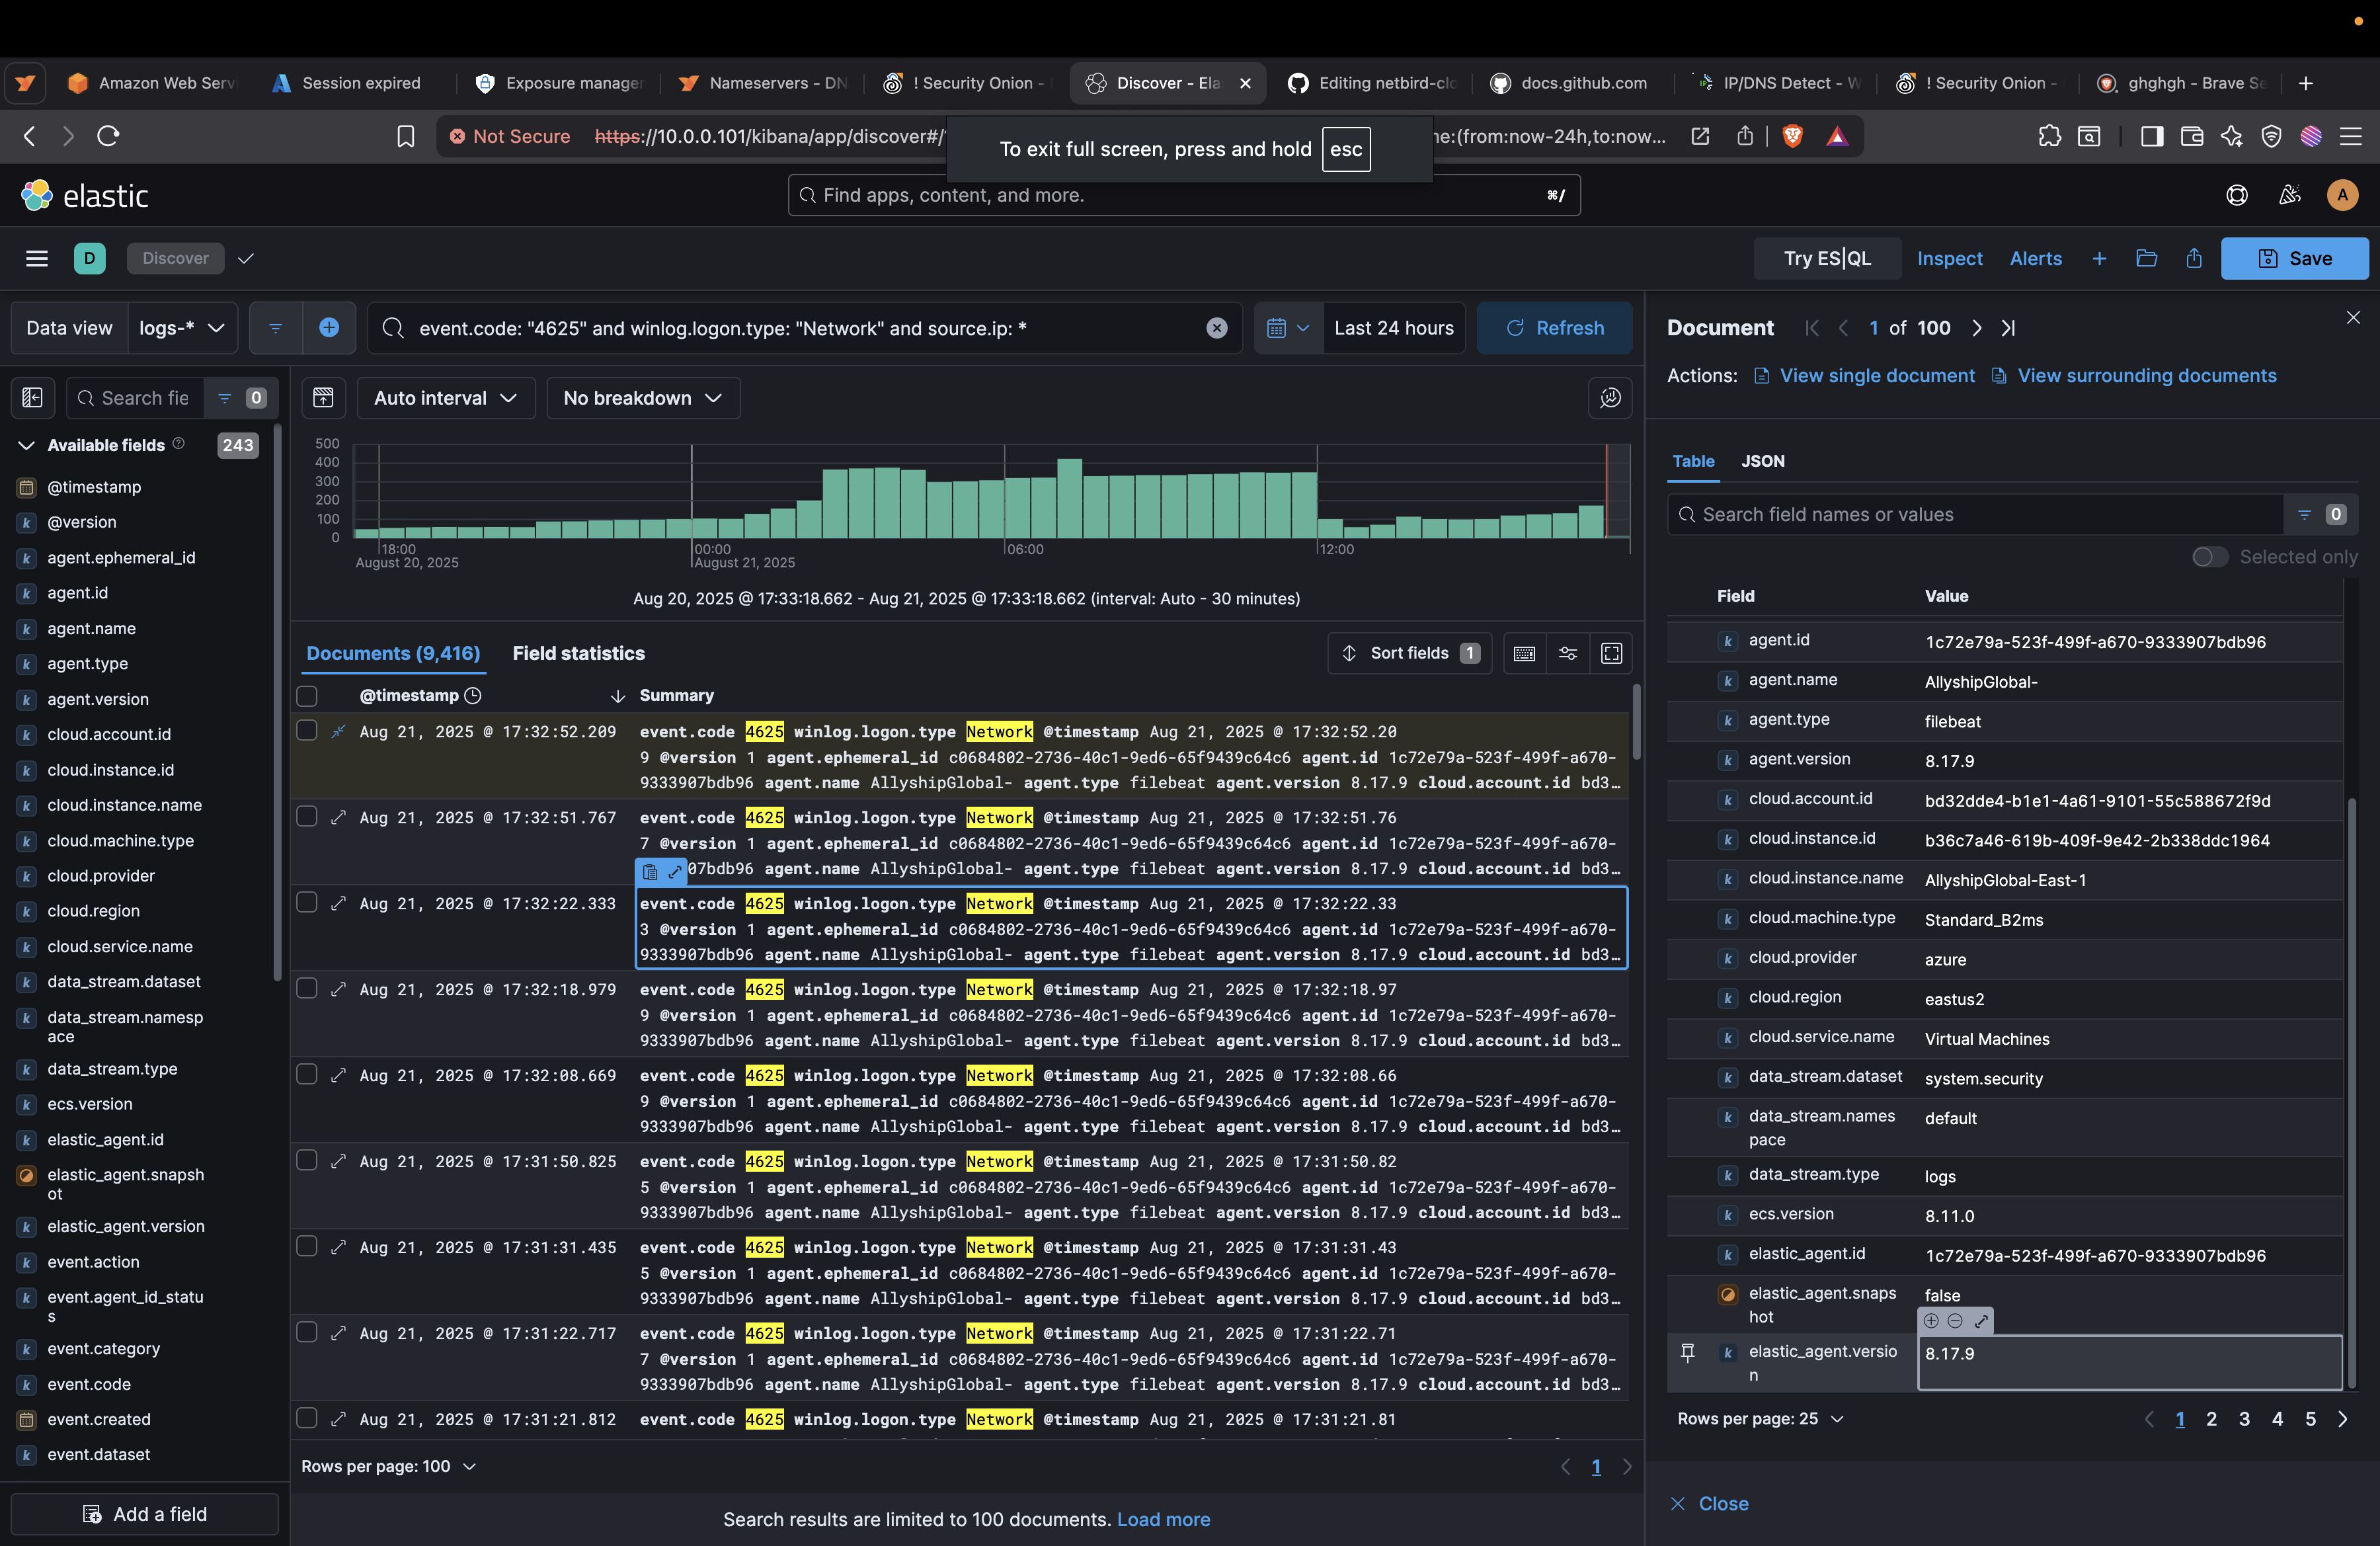 Amazon Web Serv
Session expired
Exposure manager
Nameservers - DN
! Security Onion -
Discover - Ela
Editing netbird-clo
docs.github.com
IP/DNS Detect - W
! Security Onion -
ghghgh - Brave Se
Not Secure https://10.0.0.101/kibana/app/discover#/ ne:(from:now-24h,to:now...
To exit full screen, press and hold esc
elastic
Find apps, content, and more. ⌘/
A
D Discover
Try ES|QL Inspect Alerts Save
Data view logs-*
event.code: "4625" and winlog.logon.type: "Network" and source.ip: *
Last 24 hours Refresh
Search fie 0
Available fields 243
@timestamp
@version
agent.ephemeral_id
agent.id
agent.name
agent.type
agent.version
cloud.account.id
cloud.instance.id
cloud.instance.name
cloud.machine.type
cloud.provider
cloud.region
cloud.service.name
data_stream.dataset
data_stream.namesp
ace
data_stream.type
ecs.version
elastic_agent.id
elastic_agent.snapsh
ot
elastic_agent.version
event.action
event.agent_id_statu
s
event.category
event.code
event.created
event.dataset
Add a field
Auto interval No breakdown
500
400
300
200
100
0
18:00 00:00 06:00 12:00
August 20, 2025 August 21, 2025
Aug 20, 2025 @ 17:33:18.662 - Aug 21, 2025 @ 17:33:18.662 (interval: Auto - 30 minutes)
Documents (9,416) Field statistics Sort fields 1
@timestamp Summary
Aug 21, 2025 @ 17:32:52.209 event.code 4625 winlog.logon.type Network @timestamp Aug 21, 2025 @ 17:32:52.20
9 @version 1 agent.ephemeral_id c0684802-2736-40c1-9ed6-65f9439c64c6 agent.id 1c72e79a-523f-499f-a670-
9333907bdb96 agent.name AllyshipGlobal- agent.type filebeat agent.version 8.17.9 cloud.account.id bd3…
Aug 21, 2025 @ 17:32:51.767 event.code 4625 winlog.logon.type Network @timestamp Aug 21, 2025 @ 17:32:51.76
7 @version 1 agent.ephemeral_id c0684802-2736-40c1-9ed6-65f9439c64c6 agent.id 1c72e79a-523f-499f-a670-
07bdb96 agent.name AllyshipGlobal- agent.type filebeat agent.version 8.17.9 cloud.account.id bd3…
Aug 21, 2025 @ 17:32:22.333 event.code 4625 winlog.logon.type Network @timestamp Aug 21, 2025 @ 17:32:22.33
3 @version 1 agent.ephemeral_id c0684802-2736-40c1-9ed6-65f9439c64c6 agent.id 1c72e79a-523f-499f-a670-
9333907bdb96 agent.name AllyshipGlobal- agent.type filebeat agent.version 8.17.9 cloud.account.id bd3…
Aug 21, 2025 @ 17:32:18.979 event.code 4625 winlog.logon.type Network @timestamp Aug 21, 2025 @ 17:32:18.97
9 @version 1 agent.ephemeral_id c0684802-2736-40c1-9ed6-65f9439c64c6 agent.id 1c72e79a-523f-499f-a670-
9333907bdb96 agent.name AllyshipGlobal- agent.type filebeat agent.version 8.17.9 cloud.account.id bd3…
Aug 21, 2025 @ 17:32:08.669 event.code 4625 winlog.logon.type Network @timestamp Aug 21, 2025 @ 17:32:08.66
9 @version 1 agent.ephemeral_id c0684802-2736-40c1-9ed6-65f9439c64c6 agent.id 1c72e79a-523f-499f-a670-
9333907bdb96 agent.name AllyshipGlobal- agent.type filebeat agent.version 8.17.9 cloud.account.id bd3…
Aug 21, 2025 @ 17:31:50.825 event.code 4625 winlog.logon.type Network @timestamp Aug 21, 2025 @ 17:31:50.82
5 @version 1 agent.ephemeral_id c0684802-2736-40c1-9ed6-65f9439c64c6 agent.id 1c72e79a-523f-499f-a670-
9333907bdb96 agent.name AllyshipGlobal- agent.type filebeat agent.version 8.17.9 cloud.account.id bd3…
Aug 21, 2025 @ 17:31:31.435 event.code 4625 winlog.logon.type Network @timestamp Aug 21, 2025 @ 17:31:31.43
5 @version 1 agent.ephemeral_id c0684802-2736-40c1-9ed6-65f9439c64c6 agent.id 1c72e79a-523f-499f-a670-
9333907bdb96 agent.name AllyshipGlobal- agent.type filebeat agent.version 8.17.9 cloud.account.id bd3…
Aug 21, 2025 @ 17:31:22.717 event.code 4625 winlog.logon.type Network @timestamp Aug 21, 2025 @ 17:31:22.71
7 @version 1 agent.ephemeral_id c0684802-2736-40c1-9ed6-65f9439c64c6 agent.id 1c72e79a-523f-499f-a670-
9333907bdb96 agent.name AllyshipGlobal- agent.type filebeat agent.version 8.17.9 cloud.account.id bd3…
Aug 21, 2025 @ 17:31:21.812 event.code 4625 winlog.logon.type Network @timestamp Aug 21, 2025 @ 17:31:21.81
Rows per page: 100 1
Search results are limited to 100 documents. Load more
Document 1 of 100
Actions: View single document View surrounding documents
Table JSON
Search field names or values 0
Selected only
Field Value
agent.id 1c72e79a-523f-499f-a670-9333907bdb96
agent.name AllyshipGlobal-
agent.type filebeat
agent.version 8.17.9
cloud.account.id bd32dde4-b1e1-4a61-9101-55c588672f9d
cloud.instance.id b36c7a46-619b-409f-9e42-2b338ddc1964
cloud.instance.name AllyshipGlobal-East-1
cloud.machine.type Standard_B2ms
cloud.provider azure
cloud.region eastus2
cloud.service.name Virtual Machines
data_stream.dataset system.security
data_stream.names
pace default
data_stream.type logs
ecs.version 8.11.0
elastic_agent.id 1c72e79a-523f-499f-a670-9333907bdb96
elastic_agent.snaps
hot false
elastic_agent.versio
n 8.17.9
Rows per page: 25 1 2 3 4 5
Close